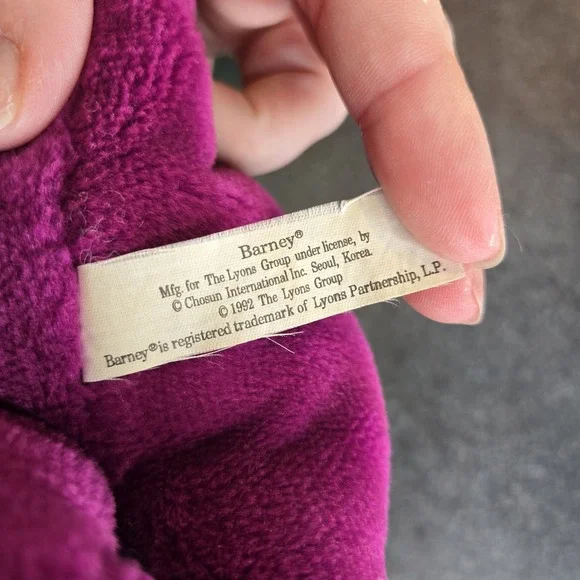 Barney®
Mfg. for The Lyons Group under license, by
© Chosun International Inc. Seoul, Korea.
© 1992 The Lyons Group
Barney® is registered trademark of Lyons Partnership, L.P.